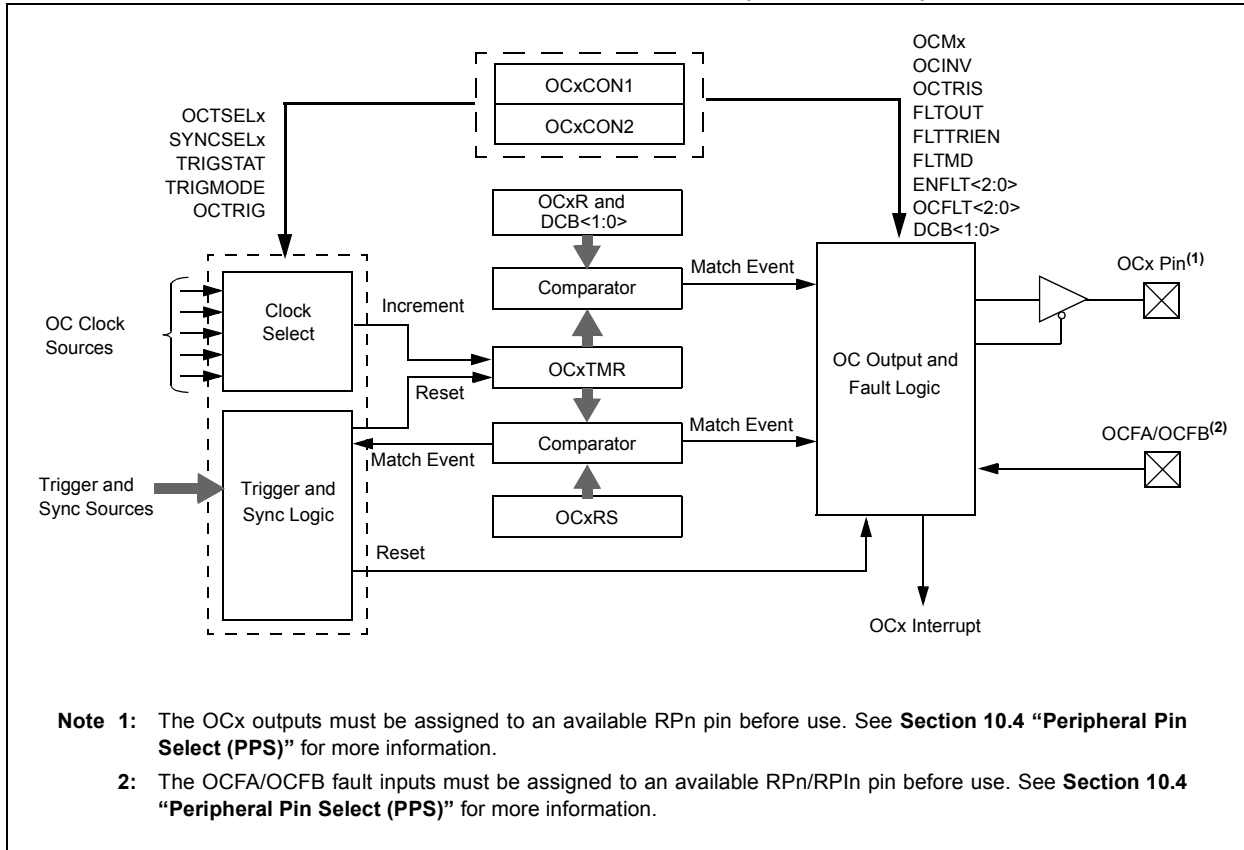 OCxCON1
OCxCON2
OCTSELx
SYNCSELx
TRIGSTAT
TRIGMODE
OCTRIG
OCMx
OCINV
OCTRIS
FLTOUT
FLTTRIEN
FLTMD
ENFLT<2:0>
OCFLT<2:0>
DCB<1:0>
OCxR and
DCB<1:0>
Comparator
Match Event
OCx Pin(1)
OC Clock
Sources
Clock
Select
Increment
OCxTMR
Reset
OC Output and
Fault Logic
Comparator
Match Event
Match Event
OCFA/OCFB(2)
Trigger and
Sync Sources
Trigger and
Sync Logic
OCxRS
Reset
OCx Interrupt
Note 1: The OCx outputs must be assigned to an available RPn pin before use. See Section 10.4 “Peripheral Pin
Select (PPS)” for more information.
2: The OCFA/OCFB fault inputs must be assigned to an available RPn/RPIn pin before use. See Section 10.4
“Peripheral Pin Select (PPS)” for more information.